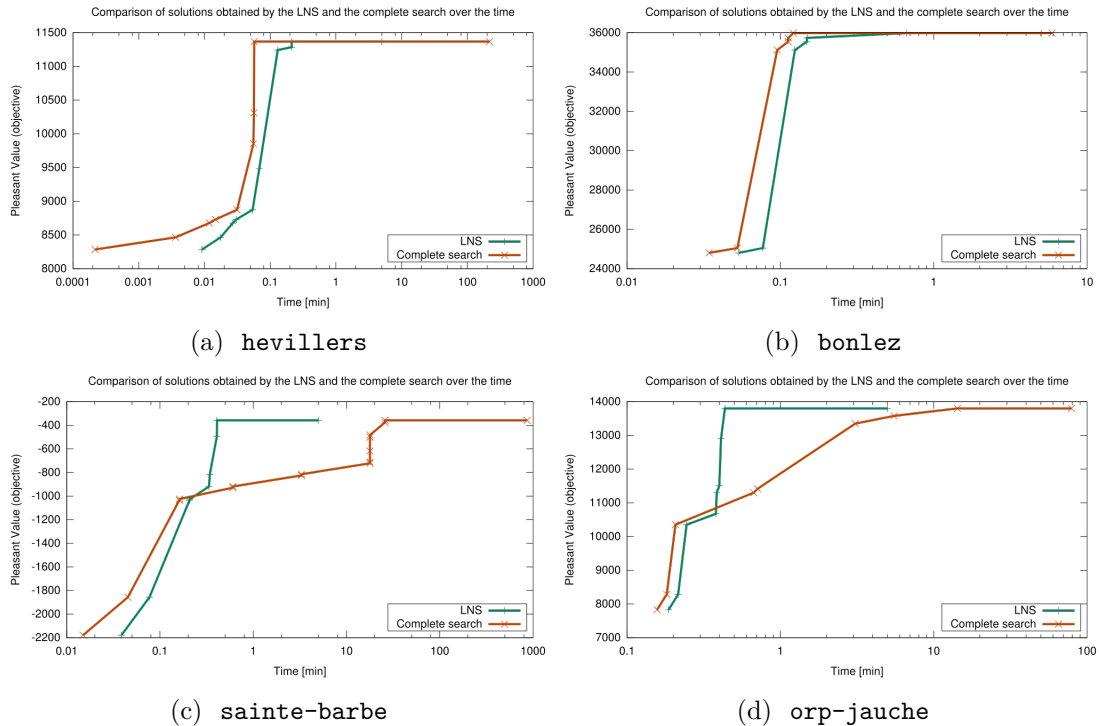 Comparison of solutions obtained by the LNS and the complete search over the time
11500
11000
10500
10000
9500
9000
8500
8000
Pleasant Value (objective)
LNS
Complete search
0.0001 0.001 0.01 0.1 1 10 100 1000
Time [min]
(a) hevillers
Comparison of solutions obtained by the LNS and the complete search over the time
36000
34000
32000
30000
28000
26000
24000
Pleasant Value (objective)
LNS
Complete search
0.01 0.1 1 10
Time [min]
(b) bonlez
Comparison of solutions obtained by the LNS and the complete search over the time
-200
-400
-600
-800
-1000
-1200
-1400
-1600
-1800
-2000
-2200
Pleasant Value (objective)
LNS
Complete search
0.01 0.1 1 10 100 1000
Time [min]
(c) sainte-barbe
Comparison of solutions obtained by the LNS and the complete search over the time
14000
13000
12000
11000
10000
9000
8000
7000
Pleasant Value (objective)
LNS
Complete search
0.1 1 10 100
Time [min]
(d) orp-jauche